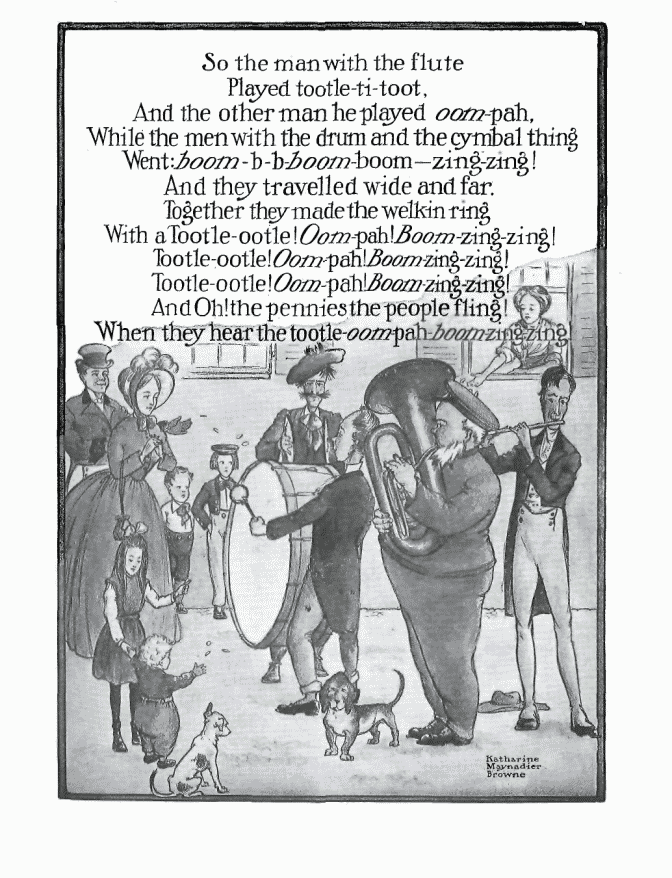 So the man with the flute
Played tootle-ti-toot,
And the other man he played oom-pah,
While the men with the drum and the cymbal thing
Went: boom-b-b-boom-boom—zing-zing!
And they travelled wide and far.
Together they made the welkin ring
With a Tootle-ootle! Oom-pah! Boom-zing-zing!
Tootle-ootle! Oom-pah! Boom-zing-zing!
Tootle-ootle! Oom-pah! Boom-zing-zing!
And Oh! the pennies the people fling!
When they hear the tootle-oom pah-boom-zing-zing
Katharine
Maynadier
Browne